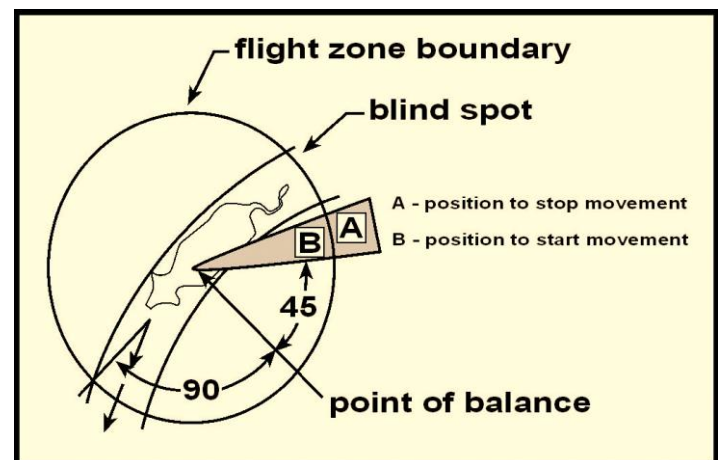 flight zone boundary
blind spot
A - position to stop movement
A
B
B - position to start movement
45
90
point of balance